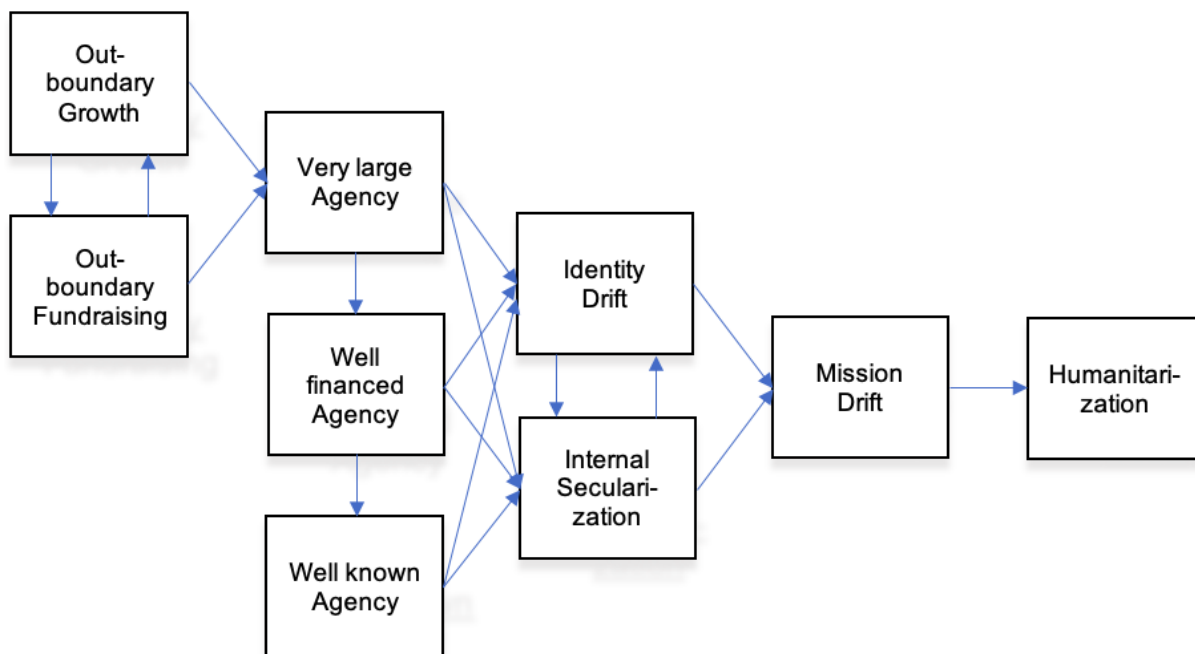 Out-
boundary
Growth
Out-
boundary
Fundraising
Very large
Agency
Well
financed
Agency
Well known
Agency
Identity
Drift
Internal
Seculari-
zation
Mission
Drift
Humanitari-
zation